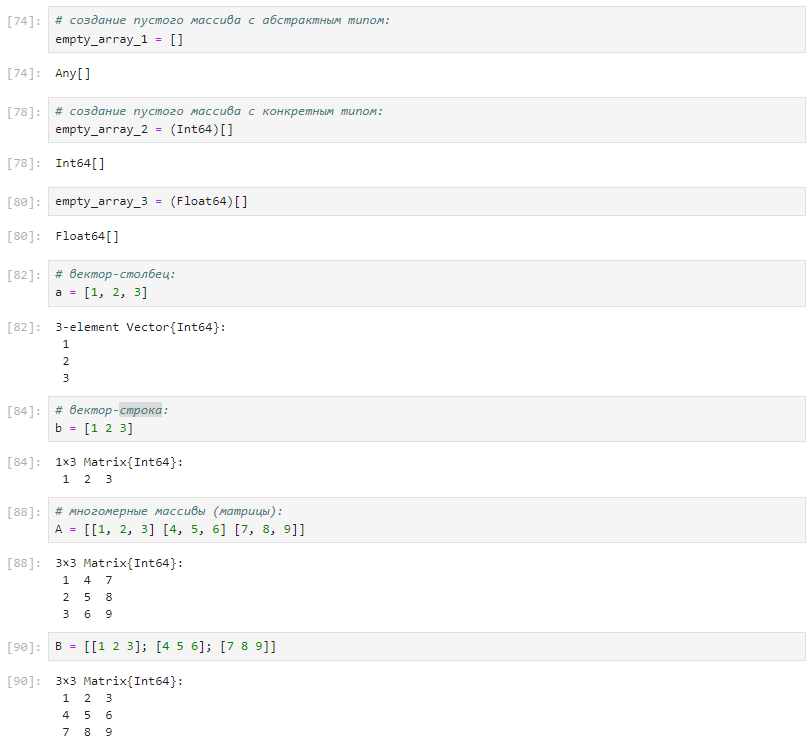 [74]: # создание пустого массива с абстрактным типом:
empty_array_1 = []
[74]: Any[]
[78]: # создание пустого массива с конкретным типом:
empty_array_2 = (Int64)[]
[78]: Int64[]
[80]: empty_array_3 = (Float64)[]
[80]: Float64[]
[82]: # вектор-столбец:
a = [1, 2, 3]
[82]: 3-element Vector{Int64}:
1
2
3
[84]: # вектор-строка:
b = [1 2 3]
[84]: 1×3 Matrix{Int64}:
1 2 3
[88]: # многомерные массивы (матрицы):
A = [[1, 2, 3] [4, 5, 6] [7, 8, 9]]
[88]: 3×3 Matrix{Int64}:
1 4 7
2 5 8
3 6 9
[90]: B = [[1 2 3]; [4 5 6]; [7 8 9]]
[90]: 3×3 Matrix{Int64}:
1 2 3
4 5 6
7 8 9